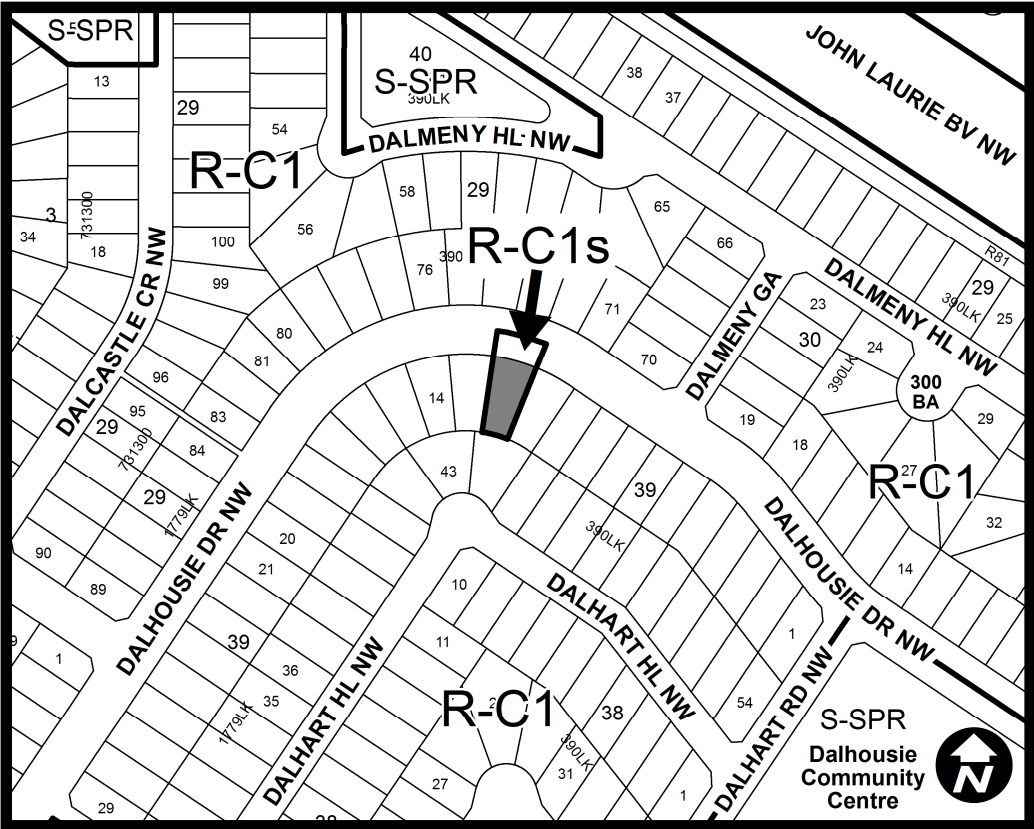 S-SPR
13
29
54
R-C1
40
S-SPR
390LK
DALMENY HL NW
38
37
JOHN LAURIE BV NW
3
731300
34
18
100
56
58
29
65
66
R-C1s
390
76
99
80
81
71
70
DALCASTLE CR NW
DALMENY GA
DALMENY HL NW
R81
29
390LK
25
23
30
24
390LK
300
BA
29
19
18
27
R-C1
32
14
96
95
29
83
84
731300
29
1779LK
90
89
14
43
39
390LK
DALHOUSIE DR NW
DALHOUSIE DR NW
20
21
10
11
DALHART HL NW
1
54
1
39
36
35
1779LK
29
DALHART HL NW
R-C1
38
390LK
31
27
1
DALHART RD NW
S-SPR
Dalhousie
Community
Centre
N